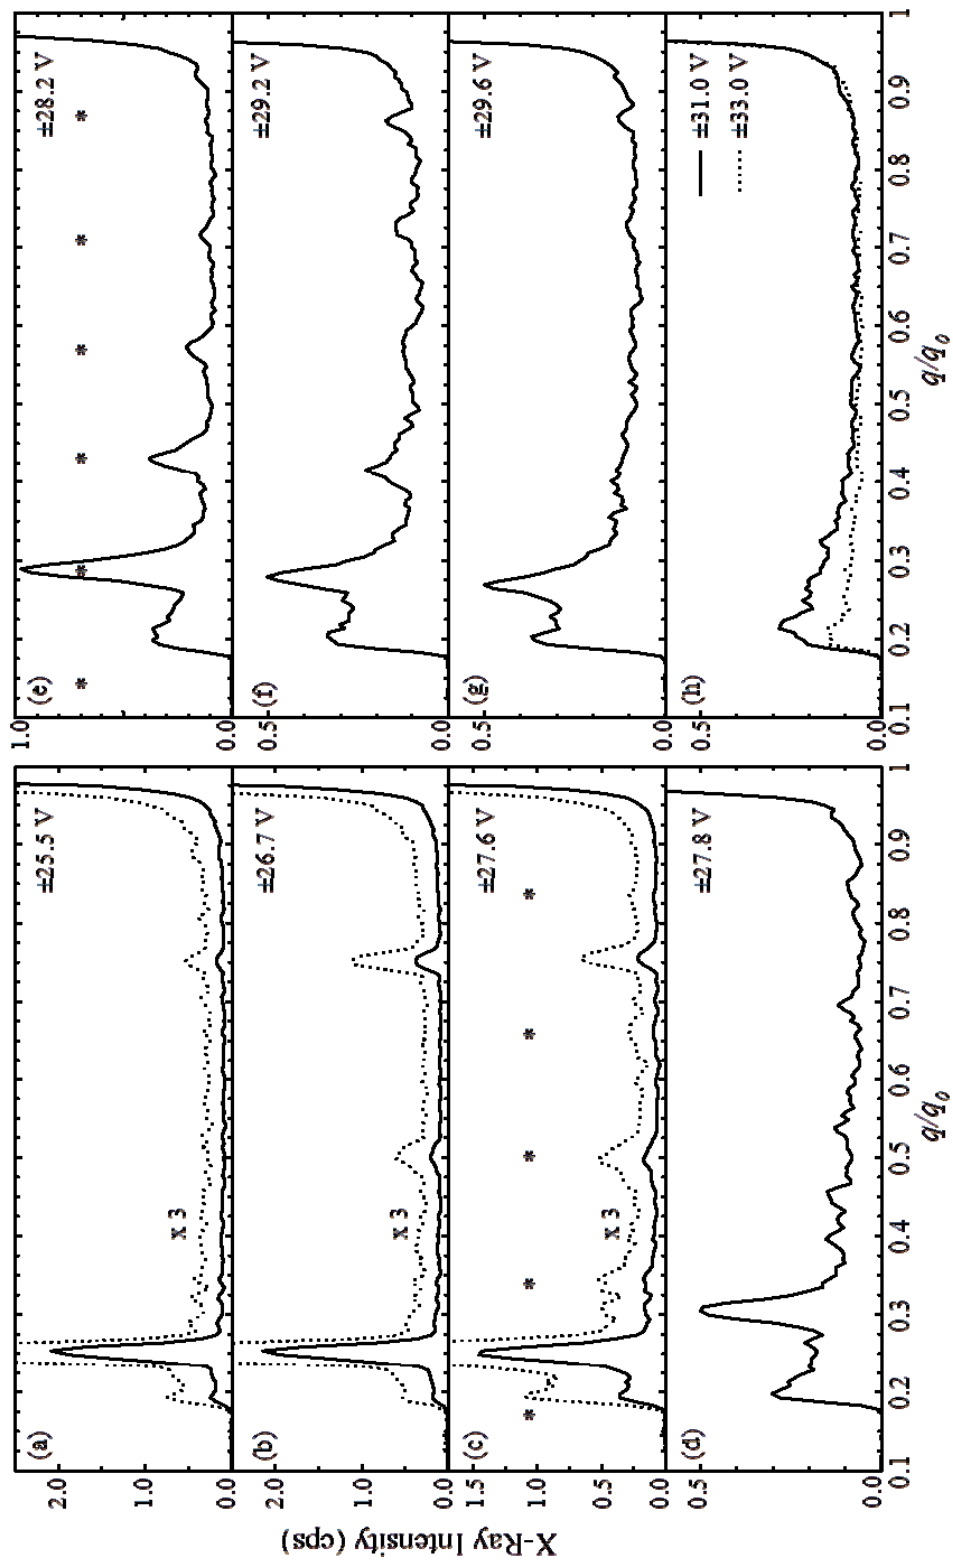 X-Ray Intensity (cps)
(a)
±25.5 V
x 3
2.0
1.0
0.0
(b)
±26.7 V
x 3
2.0
1.0
0.0
(c)
±27.6 V
x 3
* * * * *
1.5
0.5
0.0
(d)
±27.8 V
0.5
0.0
0.1 0.2 0.3 0.4 0.5 0.6 0.7 0.8 0.9 1
q/qo
(e)
±28.2 V
* * * * * *
1.0
0.0
(f)
±29.2 V
0.5
0.0
(g)
±29.6 V
0.5
0.0
(h)
±31.0 V
±33.0 V
0.5
0.0
0.1 0.2 0.3 0.4 0.5 0.6 0.7 0.8 0.9 1
q/qo